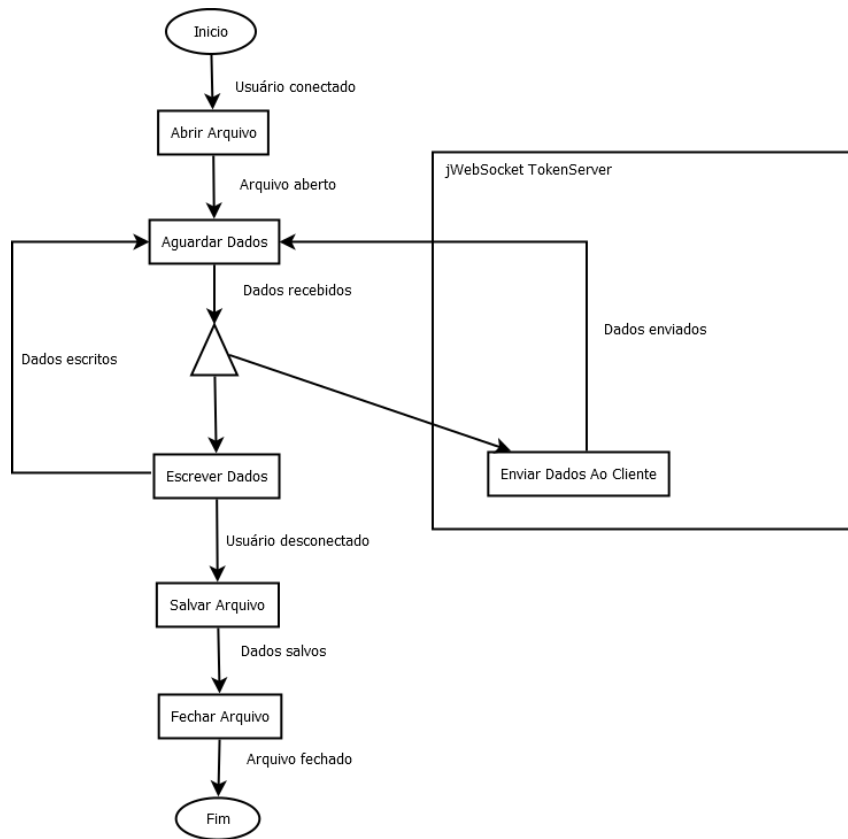 Inicio
Usuário conectado
Abrir Arquivo
jWebSocket TokenServer
Arquivo aberto
Aguardar Dados
Dados recebidos
Dados enviados
Dados escritos
Escrever Dados
Enviar Dados Ao Cliente
Usuário desconectado
Salvar Arquivo
Dados salvos
Fechar Arquivo
Arquivo fechado
Fim